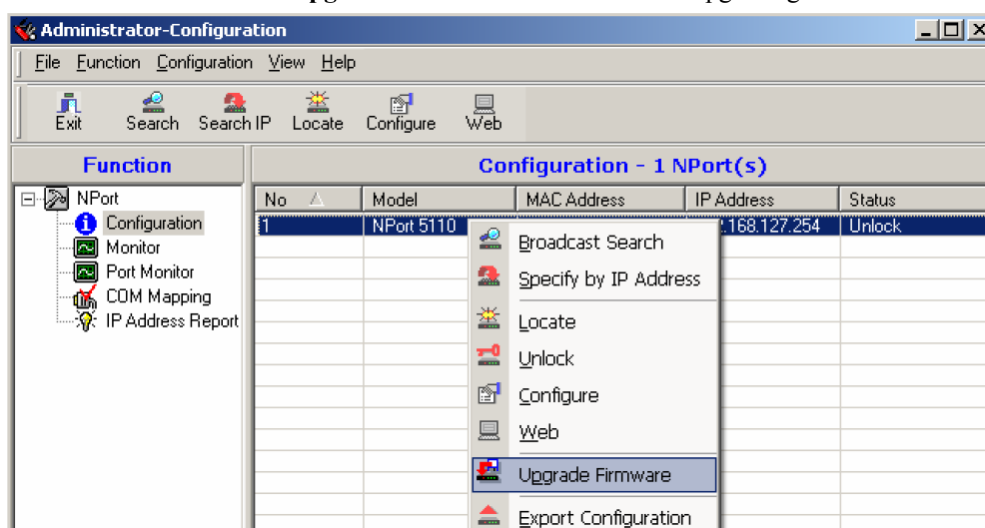 Administrator-Configuration
File Function Configuration View Help
Exit Search Search IP Locate Configure Web
Function
Configuration - 1 NPort(s)
NPort
Configuration
Monitor
Port Monitor
COM Mapping
IP Address Report
No Model MAC Address IP Address Status
1 NPort 5110 .168.127.254 Unlock
Broadcast Search
Specify by IP Address
Locate
Unlock
Configure
Web
Upgrade Firmware
Export Configuration